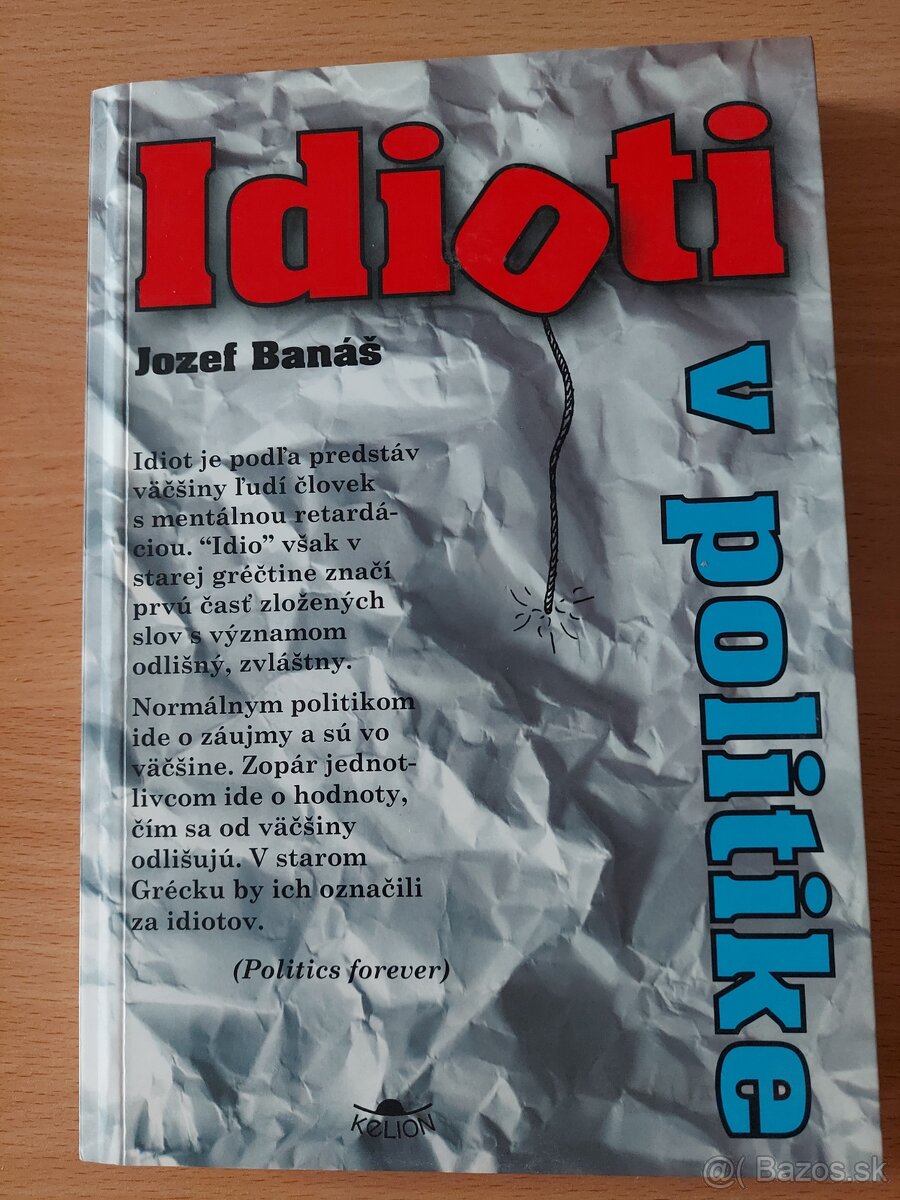 Idioti
v politike
Jozef Banáš
Idiot je podľa predstáv
väčšiny ľudí človek
s mentálnou retardá-
ciou. “Idio” však v
starej gréčtine značí
prvú časť zložených
slov s významom
odlišný, zvláštny.
Normálnym politikom
ide o záujmy a sú vo
väčšine. Zopár jednot-
livcom ide o hodnoty,
čím sa od väčšiny
odlišujú. V starom
Grécku by ich označili
za idiotov.
(Politics forever)
KeLION
@( Bazos.sk